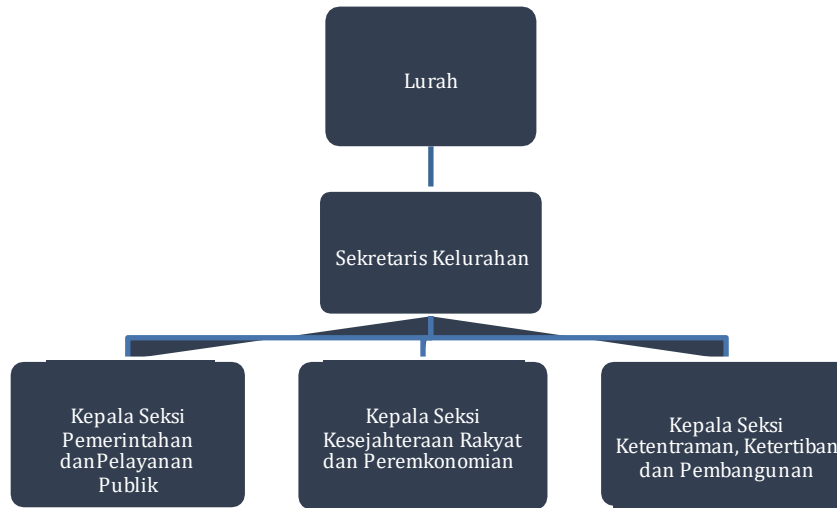 Lurah
Sekretaris Kelurahan
Kepala Seksi
Pemerintahan
danPelayanan
Publik
Kepala Seksi
Kesejahteraan Rakyat
dan Peremkonomian
Kepala Seksi
Ketentraman, Ketertiban
dan Pembangunan